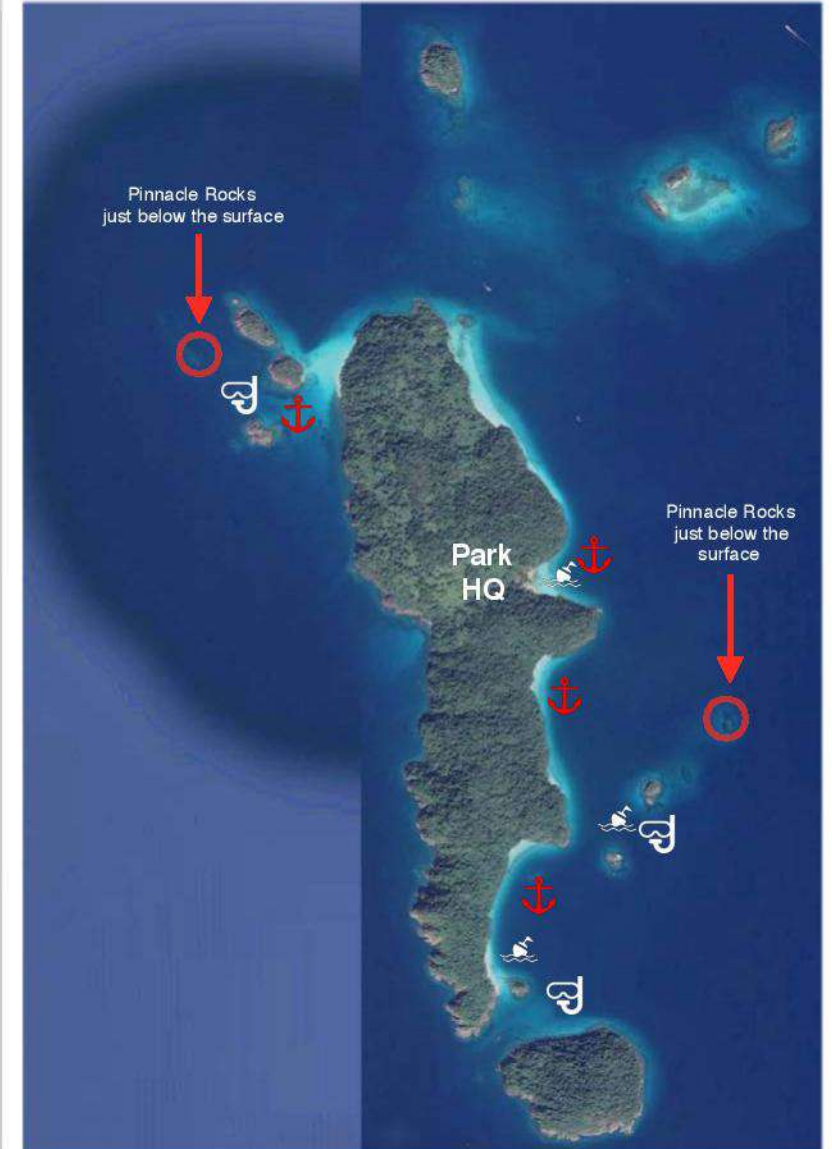 Pinnacle Rocks
just below the surface
Pinnacle Rocks
just below the
surface
Park
HQ